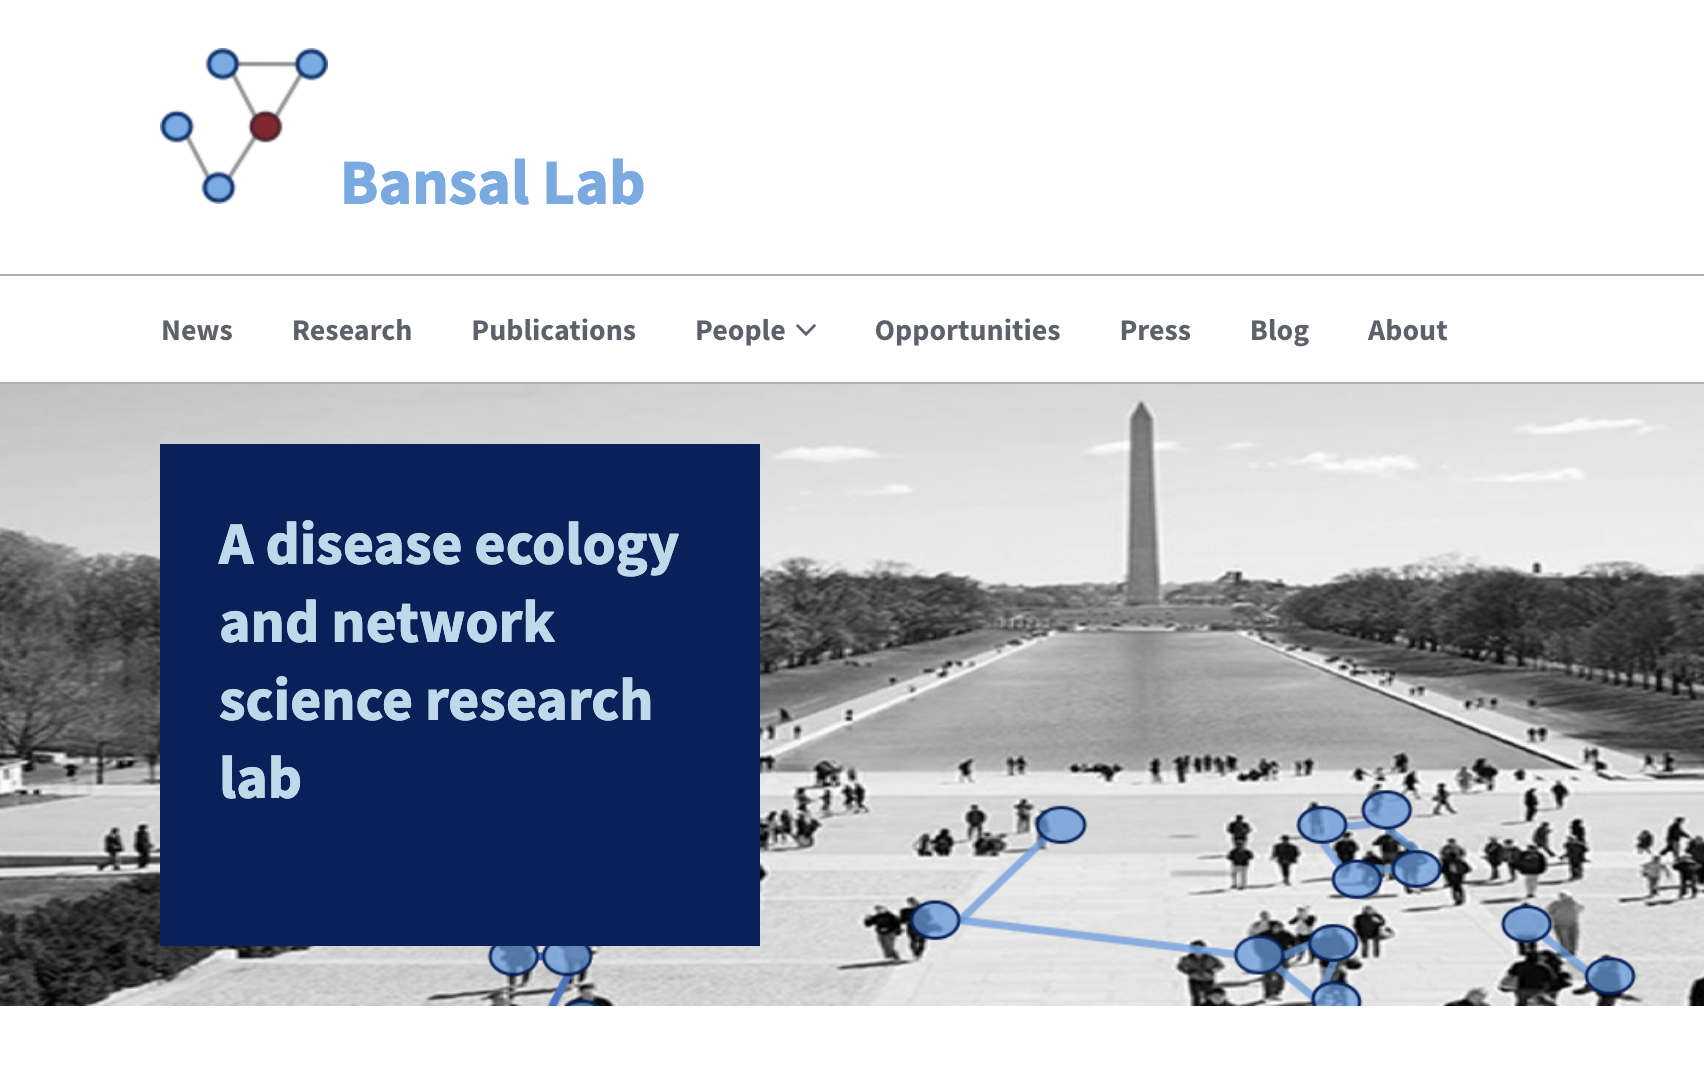 Bansal Lab
News Research Publications People Opportunities Press Blog About
A disease ecology
and network
science research
lab